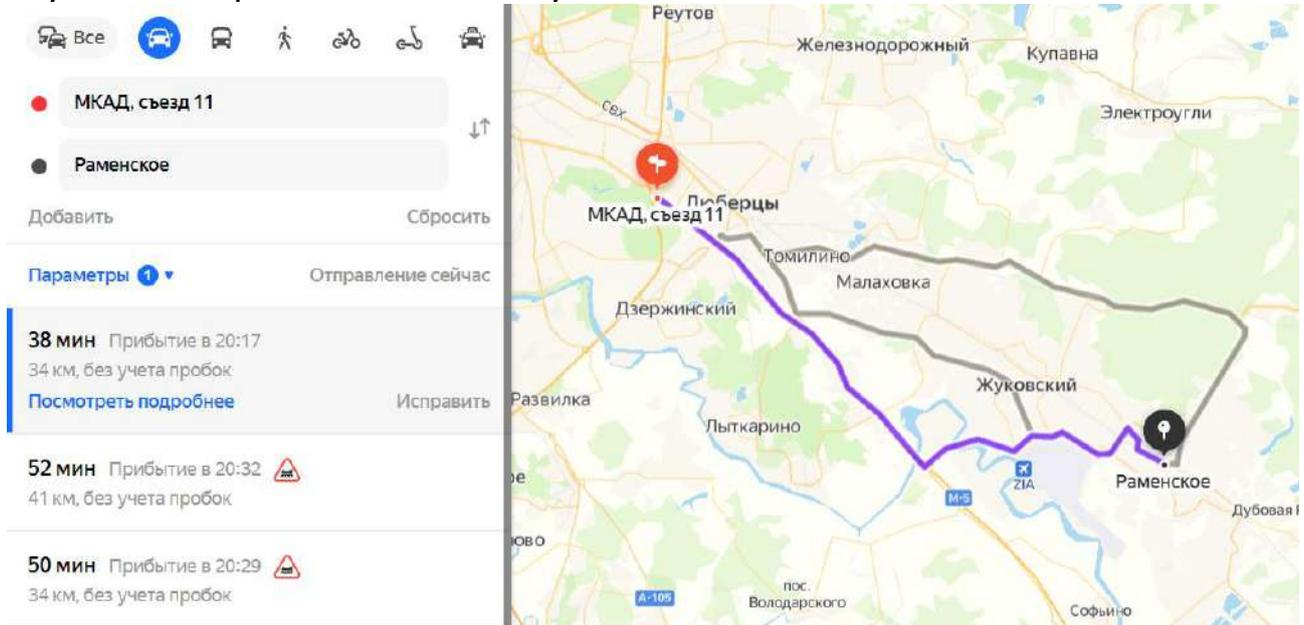 Все
МКАД, съезд 11
Раменское
Добавить Сбросить
Параметры 1 Отправление сейчас
38 мин Прибытие в 20:17
34 км, без учета пробок
Посмотреть подробнее Исправить
52 мин Прибытие в 20:32
41 км, без учета пробок
50 мин Прибытие в 20:29
34 км, без учета пробок
Реутов
Железнодорожный
Купавна
СВХ
Электроугли
Люберцы
МКАД, съезд 11
Томилино
Малаховка
Дзержинский
Жуковский
Развилка
Лыткарино
ZIA
Раменское
М-5
Дубовая
ово
А-105
пос.
Володарского
Софьино